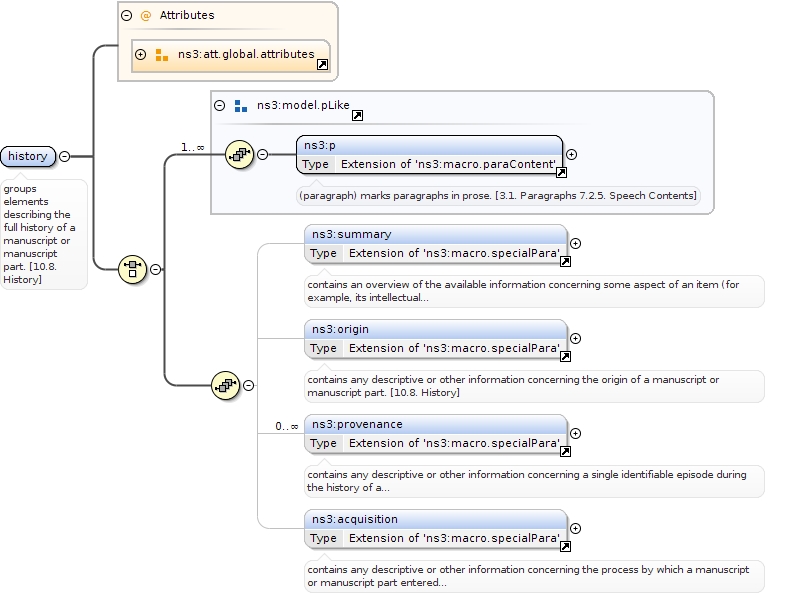 Attributes
ns3:att.global.attributes
ns3:model.pLike
1..∞
ns3:p
Type Extension of 'ns3:macro.paraContent'
(paragraph) marks paragraphs in prose. [3.1. Paragraphs 7.2.5. Speech Contents]
history
groups
elements
describing the
full history of a
manuscript or
manuscript
part. [10.8.
History]
ns3:summary
Type Extension of 'ns3:macro.specialPara'
contains an overview of the available information concerning some aspect of an item (for
example, its intellectual...
ns3:origin
Type Extension of 'ns3:macro.specialPara'
contains any descriptive or other information concerning the origin of a manuscript or
manuscript part. [10.8. History]
0..∞
ns3:provenance
Type Extension of 'ns3:macro.specialPara'
contains any descriptive or other information concerning a single identifiable episode during
the history of a...
ns3:acquisition
Type Extension of 'ns3:macro.specialPara'
contains any descriptive or other information concerning the process by which a manuscript
or manuscript part entered...